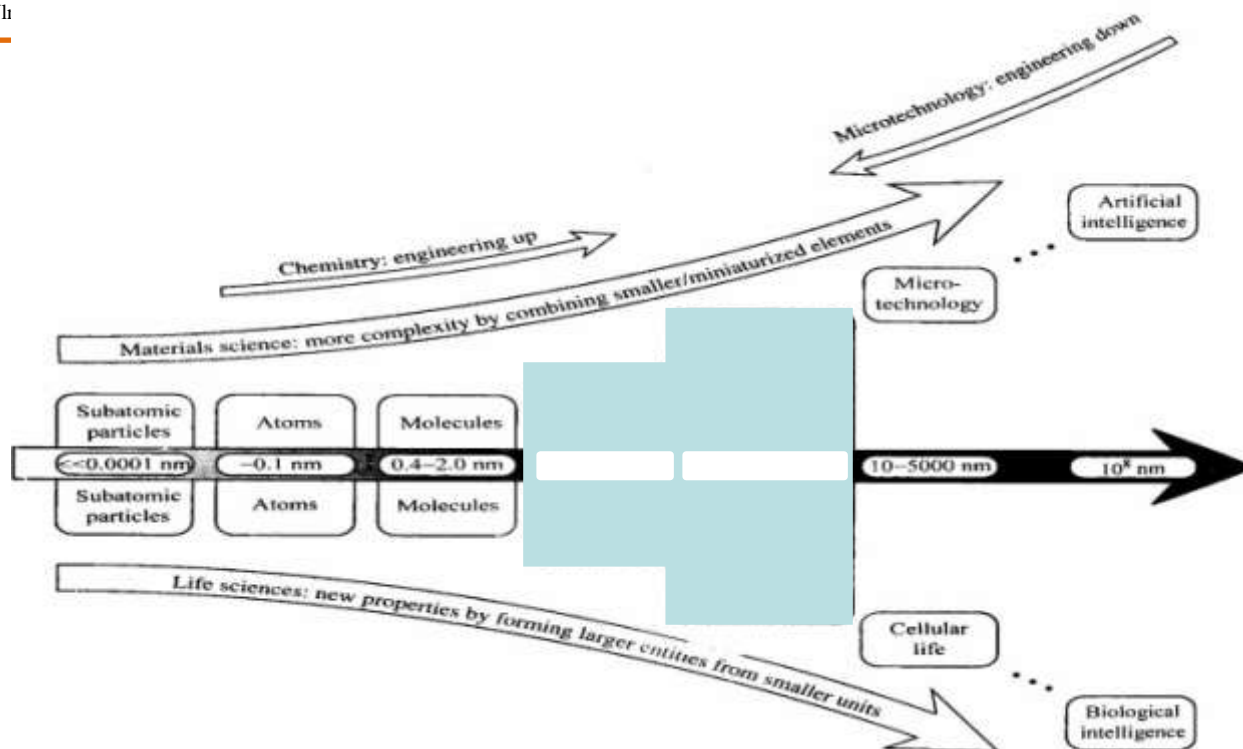 Microtechnology: engineering down
Artificial
intelligence
Chemistry: engineering up
Micro-
technology
Materials science: more complexity by combining smaller/miniaturized elements
Subatomic
particles
Atoms
Molecules
<<0.0001 nm
~0.1 nm
0.4–2.0 nm
10–5000 nm
10⁸ nm
Subatomic
particles
Atoms
Molecules
Life sciences: new properties by forming larger entities from smaller units
Cellular
life
Biological
intelligence